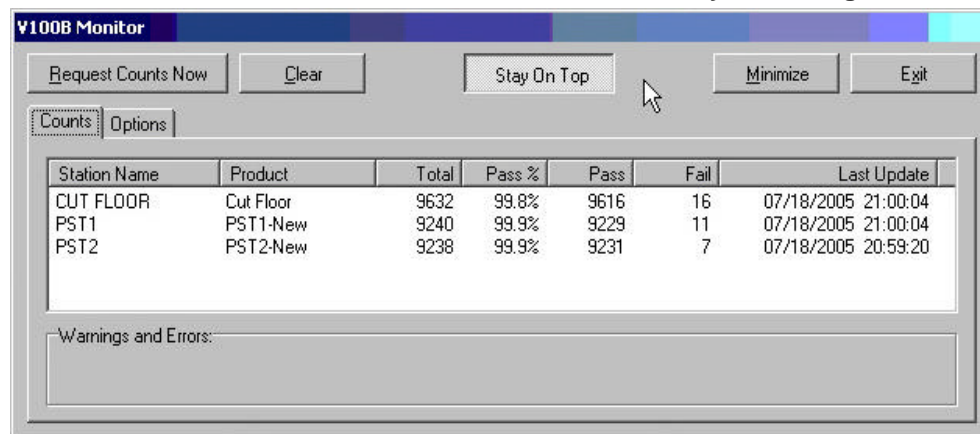 V100B Monitor
Request Counts Now Clear Stay On Top Minimize Exit
Counts Options
Station Name Product Total Pass % Pass Fail Last Update
CUT FLOOR Cut Floor 9632 99.8% 9616 16 07/18/2005 21:00:04
PST1 PST1-New 9240 99.9% 9229 11 07/18/2005 21:00:04
PST2 PST2-New 9238 99.9% 9231 7 07/18/2005 20:59:20
Warnings and Errors: